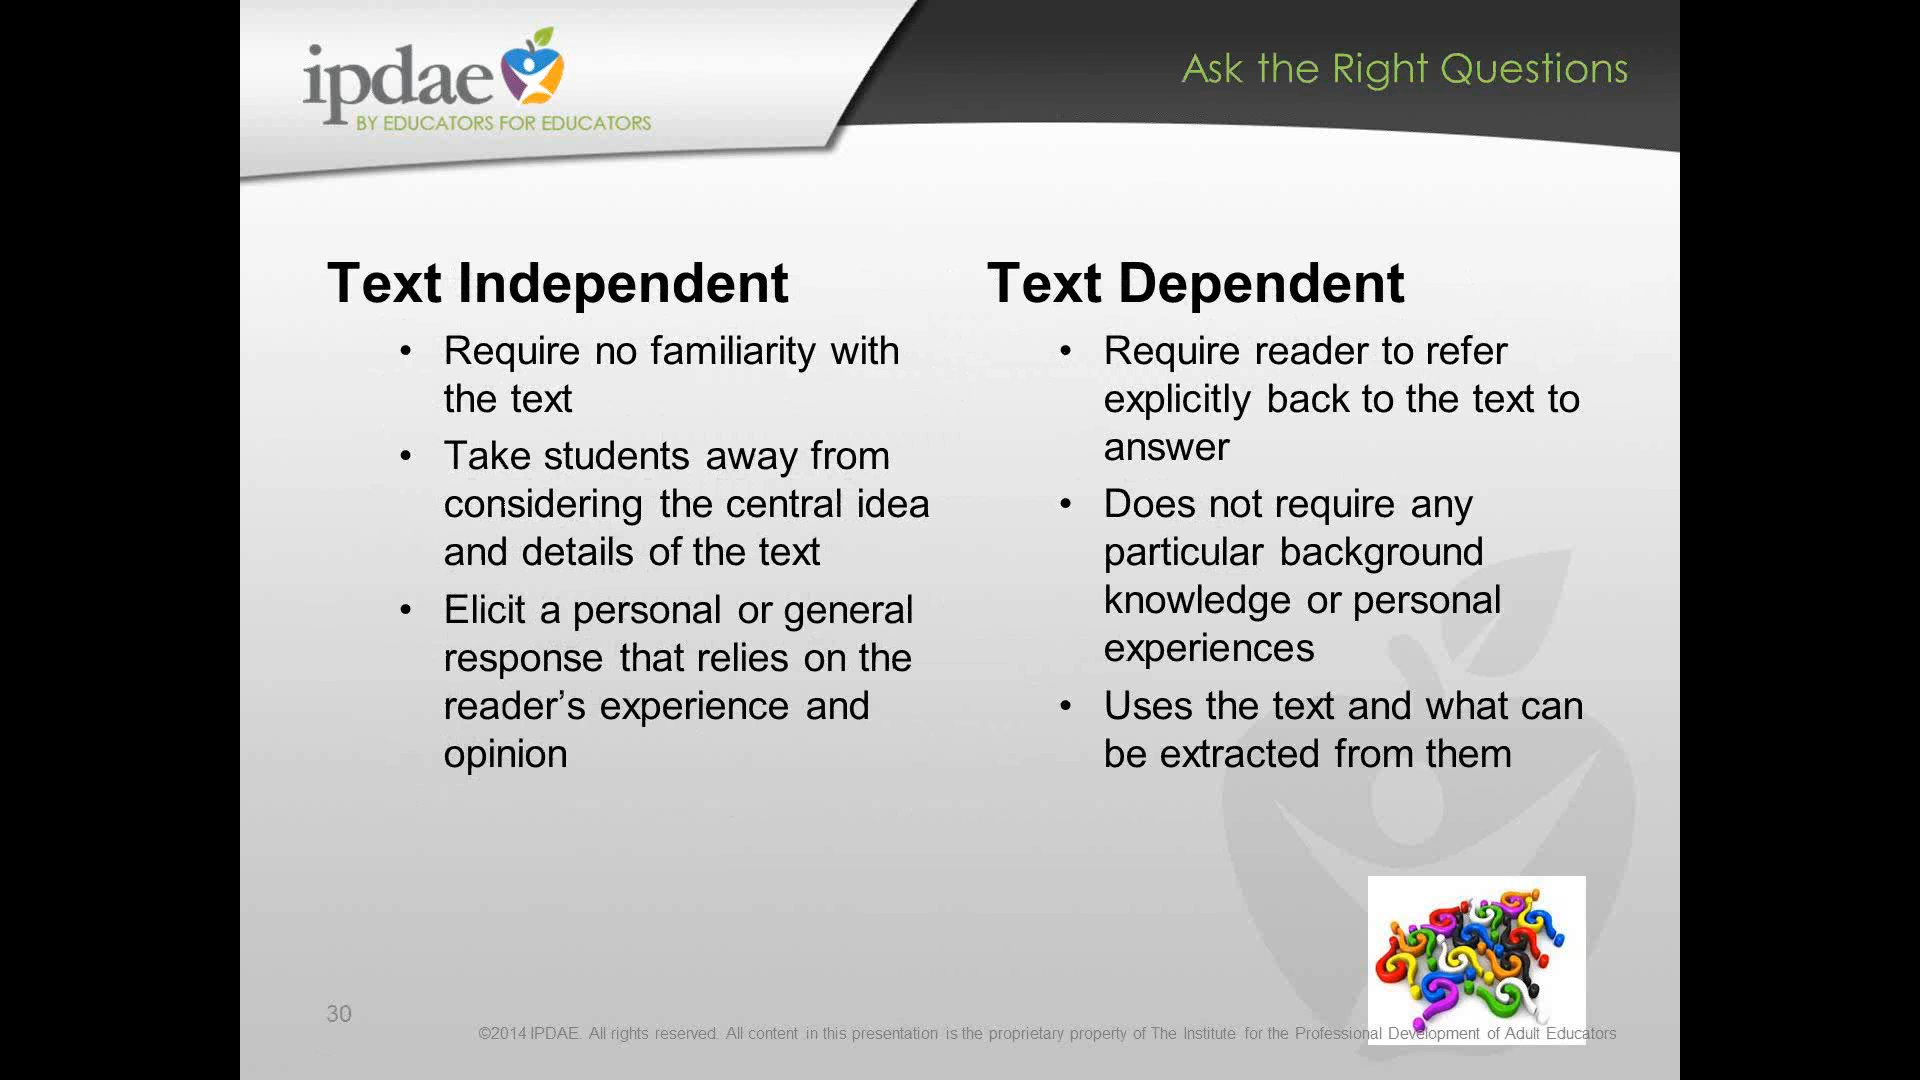 ipdae
BY EDUCATORS FOR EDUCATORS
Ask the Right Questions
Text Independent
• Require no familiarity with
the text
• Take students away from
considering the central idea
and details of the text
• Elicit a personal or general
response that relies on the
reader’s experience and
opinion
Text Dependent
• Require reader to refer
explicitly back to the text to
answer
• Does not require any
particular background
knowledge or personal
experiences
• Uses the text and what can
be extracted from them
30
©2014 IPDAE. All rights reserved. All content in this presentation is the proprietary property of The Institute for the Professional Development of Adult Educators